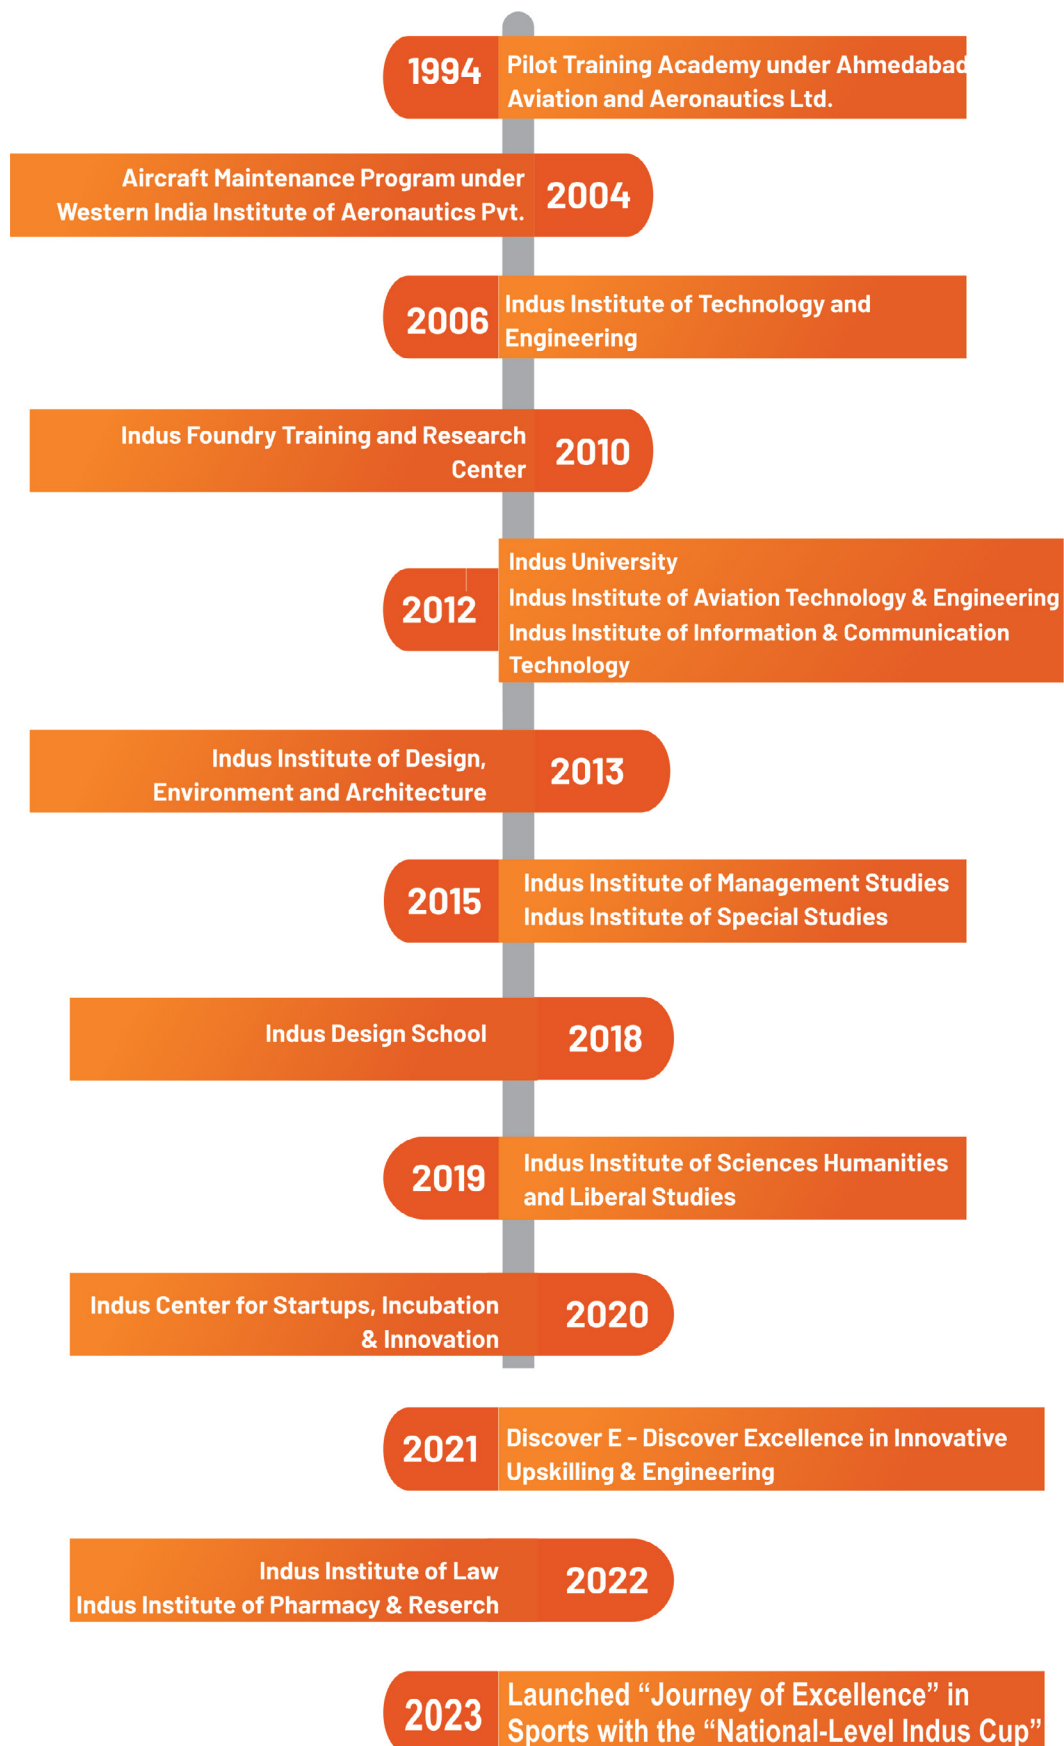 1994
Pilot Training Academy under Ahmedabad
Aviation and Aeronautics Ltd.
Aircraft Maintenance Program under
Western India Institute of Aeronautics Pvt.
2004
2006
Indus Institute of Technology and
Engineering
Indus Foundry Training and Research
Center
2010
2012
Indus University
Indus Institute of Aviation Technology & Engineering
Indus Institute of Information & Communication
Technology
Indus Institute of Design,
Environment and Architecture
2013
2015
Indus Institute of Management Studies
Indus Institute of Special Studies
Indus Design School
2018
2019
Indus Institute of Sciences Humanities
and Liberal Studies
Indus Center for Startups, Incubation
& Innovation
2020
2021
Discover E - Discover Excellence in Innovative
Upskilling & Engineering
Indus Institute of Law
Indus Institute of Pharmacy & Reserch
2022
2023
Launched “Journey of Excellence” in
Sports with the “National-Level Indus Cup”